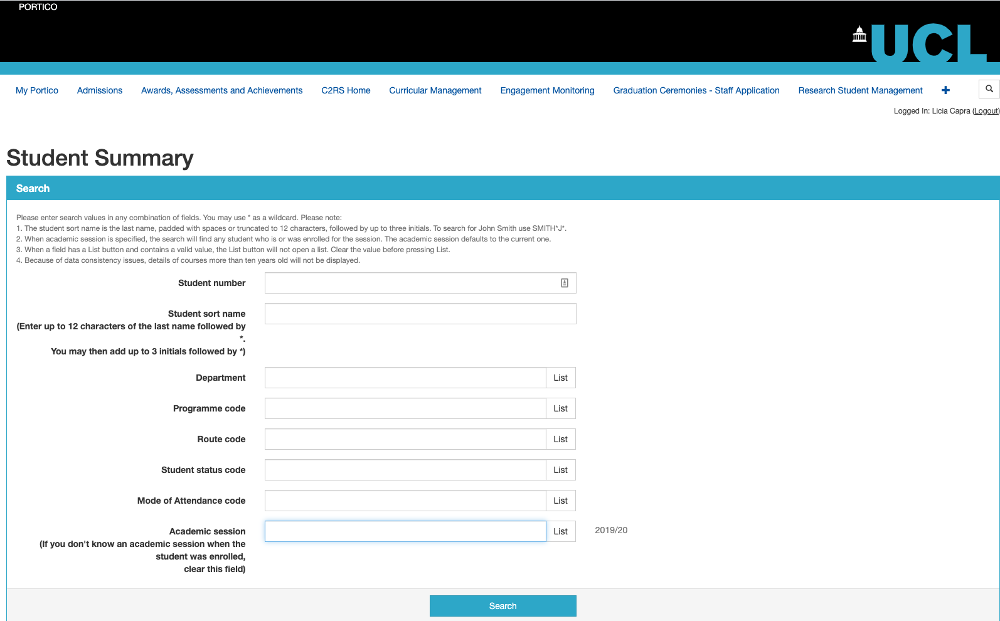 PORTICO
UCL
My Portico Admissions Awards, Assessments and Achievements C2RS Home Curricular Management Engagement Monitoring Graduation Ceremonies - Staff Application Research Student Management
Logged In: Licia Capra (Logout)
Student Summary
Search
Please enter search values in any combination of fields. You may use * as a wildcard. Please note:
1. The student sort name is the last name, padded with spaces or truncated to 12 characters, followed by up to three initials. To search for John Smith use SMITH*J*.
2. When academic session is specified, the search will find any student who is or was enrolled for the session. The academic session defaults to the current one.
3. When a field has a List button and contains a valid value, the List button will not open a list. Clear the value before pressing List.
4. Because of data consistency issues, details of courses more than ten years old will not be displayed.
Student number
Student sort name
(Enter up to 12 characters of the last name followed by
*.
You may then add up to 3 initials followed by *)
Department List
Programme code List
Route code List
Student status code List
Mode of Attendance code List
Academic session List 2019/20
(If you don't know an academic session when the
student was enrolled,
clear this field)
Search